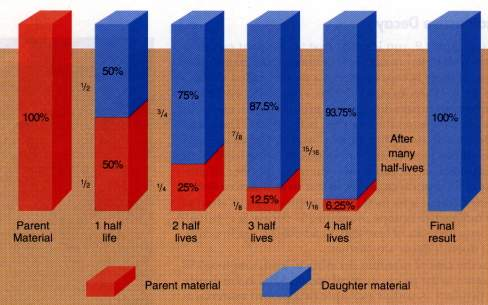 Decay
50%
1/2
75%
3/4
87.5%
7/8
93.75%
15/16
100%
100%
50%
1/2
25%
1/4
12.5%
1/8
6.25%
1/16
After
many
half-lives
Parent
Material
1 half
life
2 half
lives
3 half
lives
4 half
lives
Final
result
Parent material
Daughter material